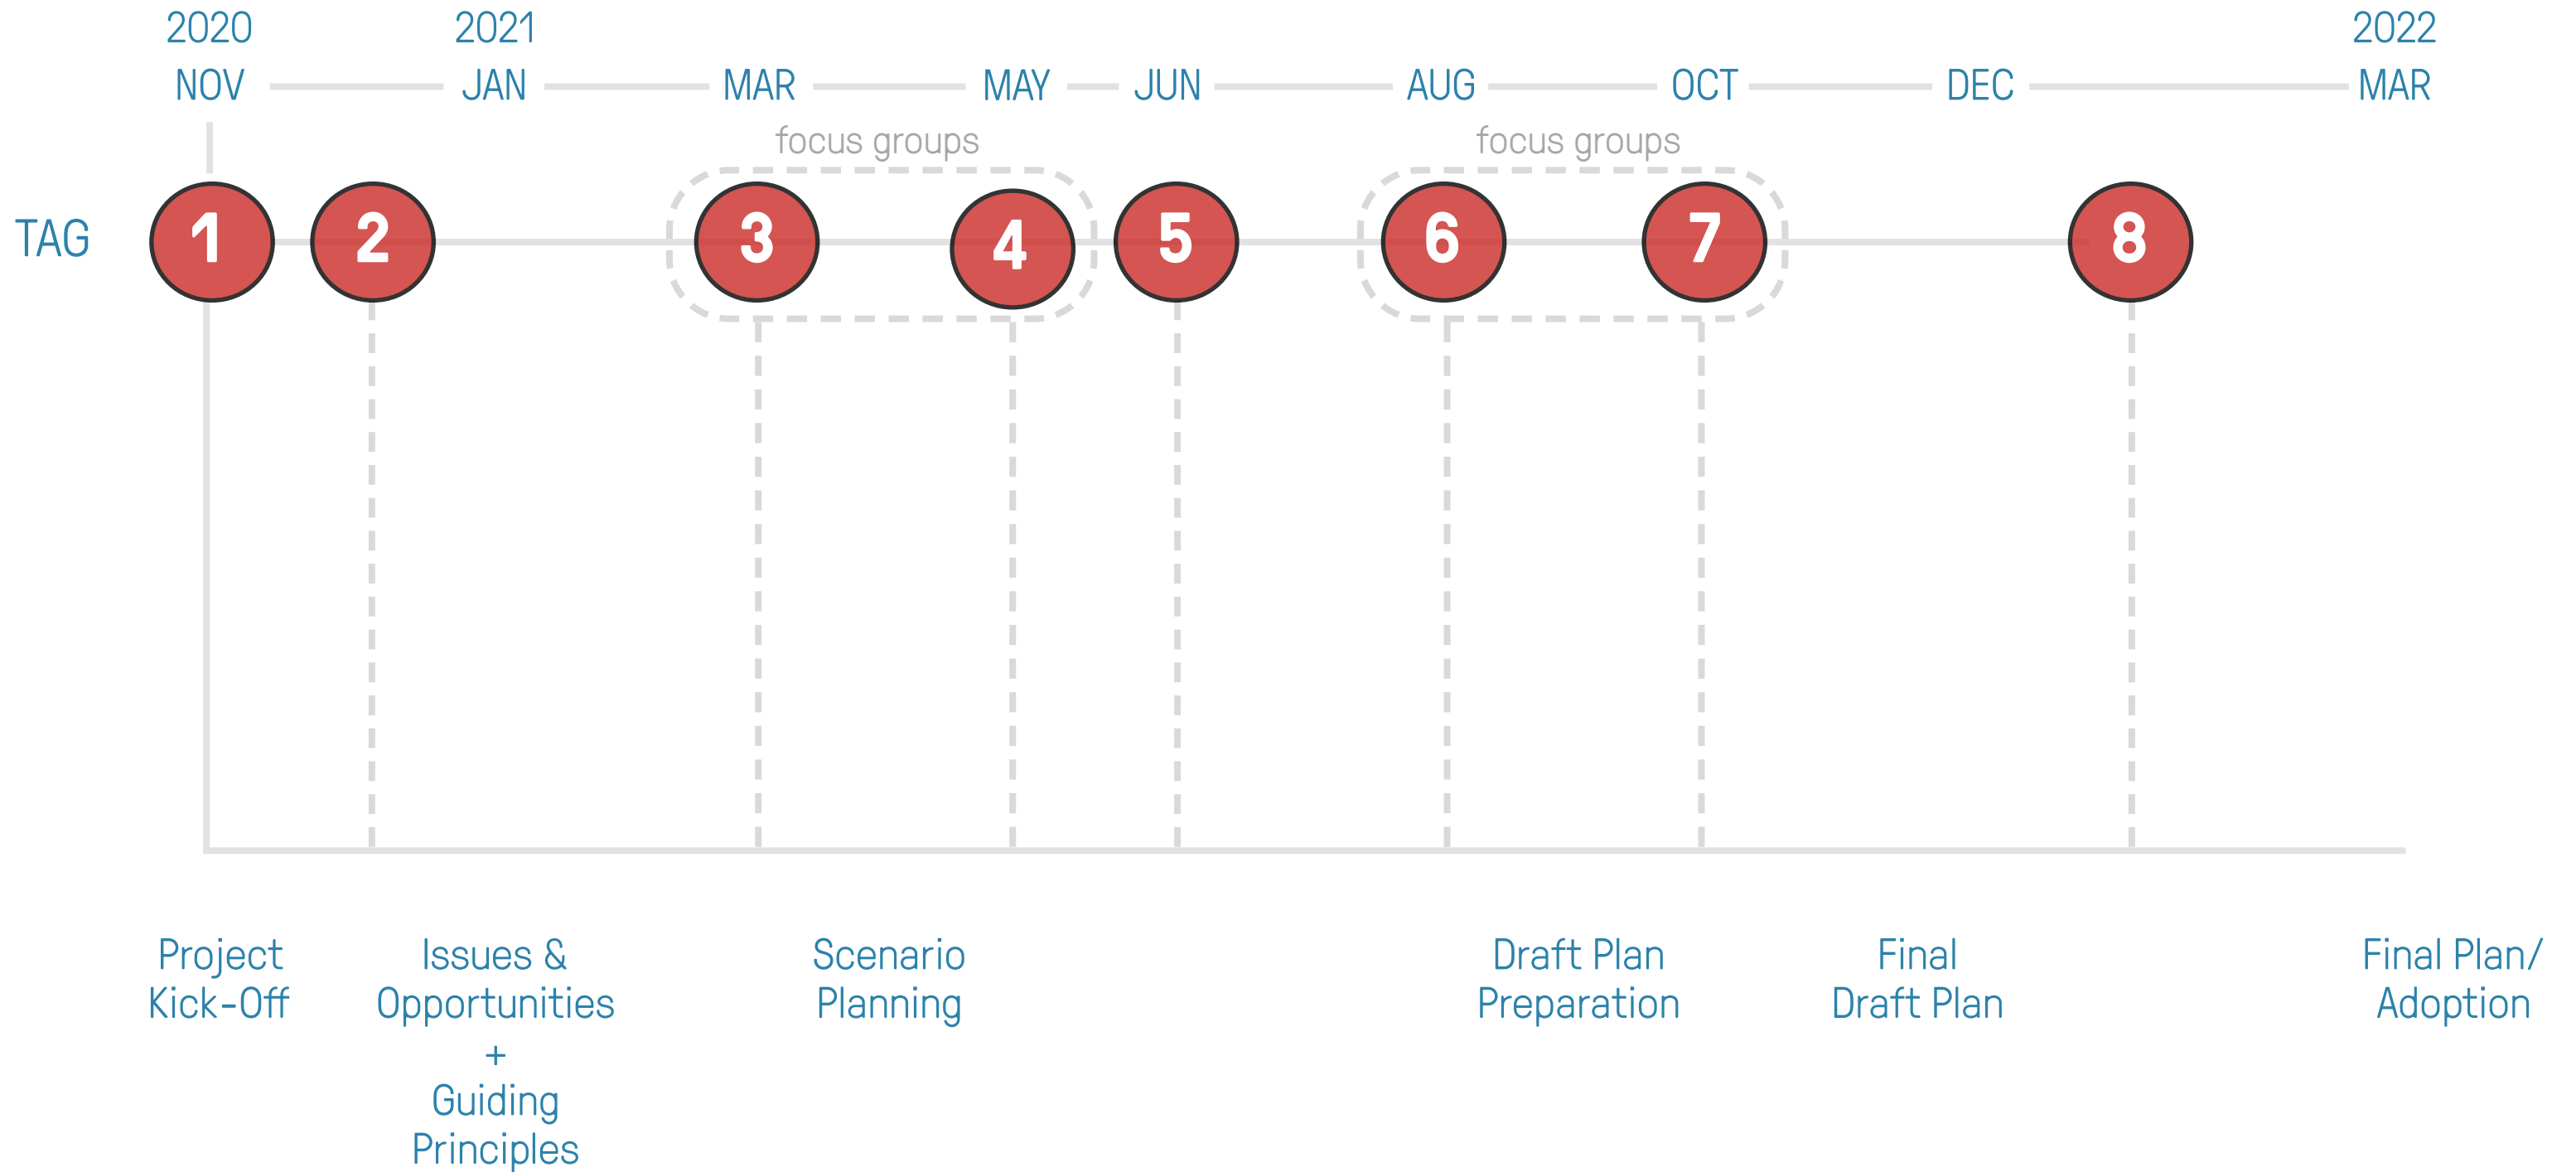 2020 2021 2022
NOV JAN MAR MAY JUN AUG OCT DEC MAR
focus groups focus groups
TAG 1 2 3 4 5 6 7 8
Project
Kick-Off
Issues &
Opportunities
+
Guiding
Principles
Scenario
Planning
Draft Plan
Preparation
Final
Draft Plan
Final Plan/
Adoption